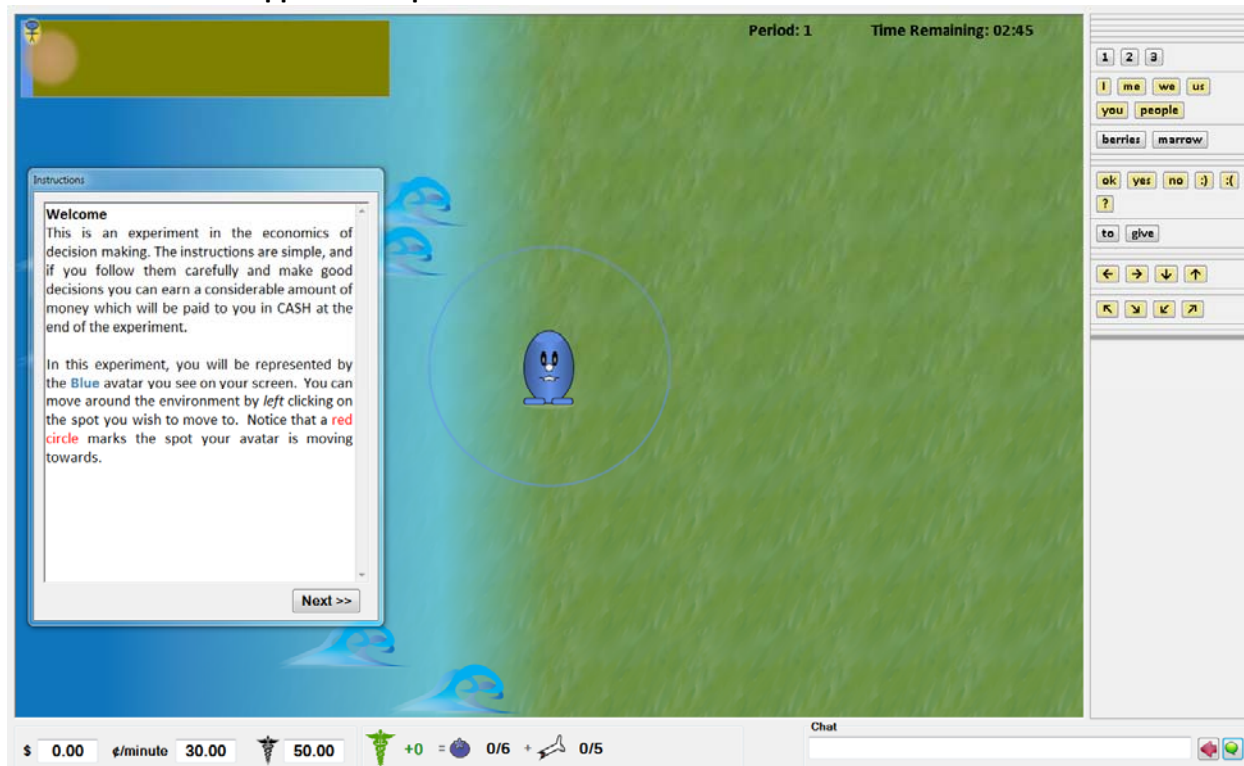 Period: 1 Time Remaining: 02:45
Instructions
Welcome
This is an experiment in the economics of
decision making. The instructions are simple, and
if you follow them carefully and make good
decisions you can earn a considerable amount of
money which will be paid to you in CASH at the
end of the experiment.
In this experiment, you will be represented by
the Blue avatar you see on your screen. You can
move around the environment by left clicking on
the spot you wish to move to. Notice that a red
circle marks the spot your avatar is moving
towards.
Next >>
1 2 3
I me we us
you people
berries marrow
ok yes no :) :(
?
to give
← → ↓ ↑
↖ ↘ ↙ ↗
Chat
$ 0.00 ¢/minute 30.00 50.00 +0 = 0/6 + 0/5